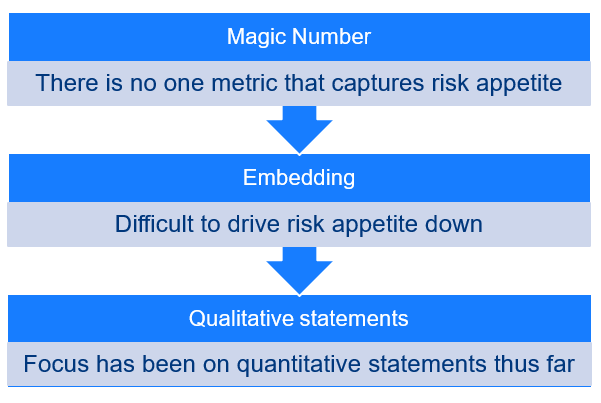 Magic Number
There is no one metric that captures risk appetite
Embedding
Difficult to drive risk appetite down
Qualitative statements
Focus has been on quantitative statements thus far